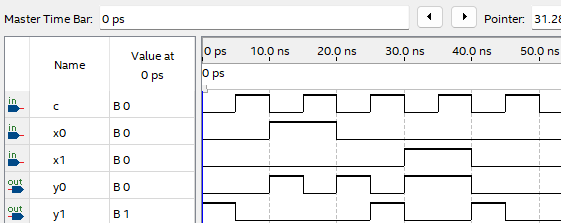 Master Time Bar: 0 ps Pointer: 31.28
Name Value at 0 ps 0 ps 10.0 ns 20.0 ns 30.0 ns 40.0 ns 50.0 ns
0 ps
in c B 0
in x0 B 0
in x1 B 0
out y0 B 0
out y1 B 1